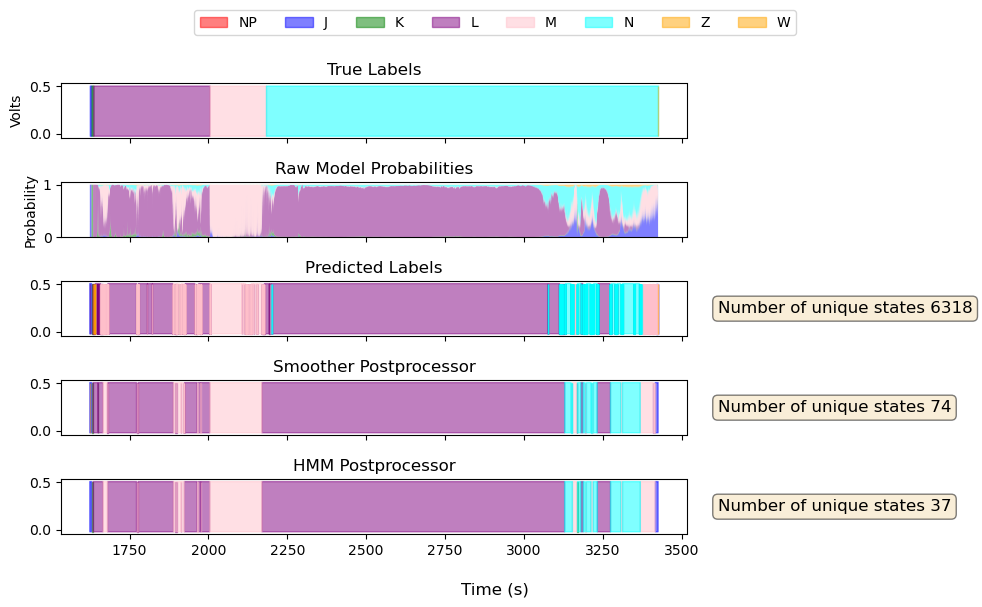 NP J K L M N Z W
True Labels
0.5
Volts
0.0
Raw Model Probabilities
1
Probability
0
Predicted Labels
0.5
Number of unique states 6318
0.0
Smoother Postprocessor
0.5
Number of unique states 74
0.0
HMM Postprocessor
0.5
Number of unique states 37
0.0
1750 2000 2250 2500 2750 3000 3250 3500
Time (s)